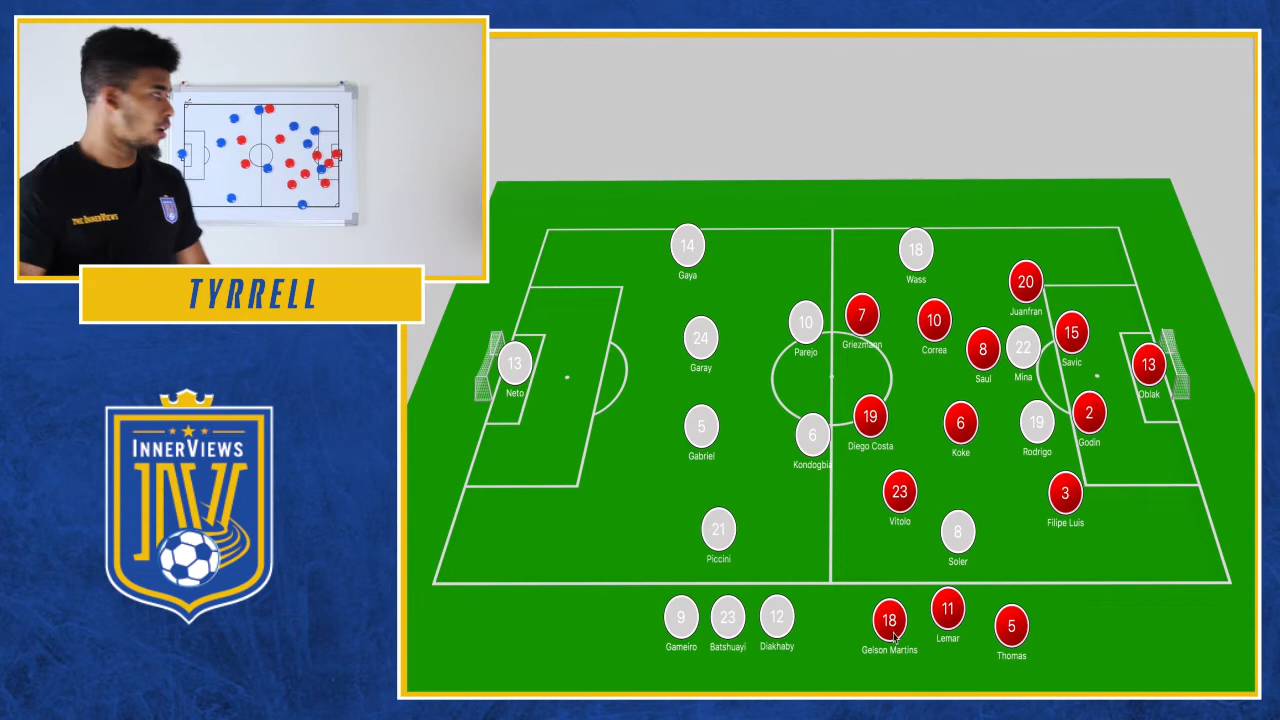 THE INNERVIEWS
TYRRELL
INNERVIEWS
14
Gaya
18
Wass
20
Juanfran
10
Parejo
7
Griezmann
10
Correa
24
Garay
8
Saul
22
Mina
15
Savic
13
Neto
13
Oblak
5
Gabriel
6
Kondogbia
19
Diego Costa
6
Koke
19
Rodrigo
2
Godin
23
Vitolo
3
Filipe Luis
21
Piccini
8
Soler
9
Gameiro
23
Batshuayi
12
Diakhaby
18
Gelson Martins
11
Lemar
5
Thomas